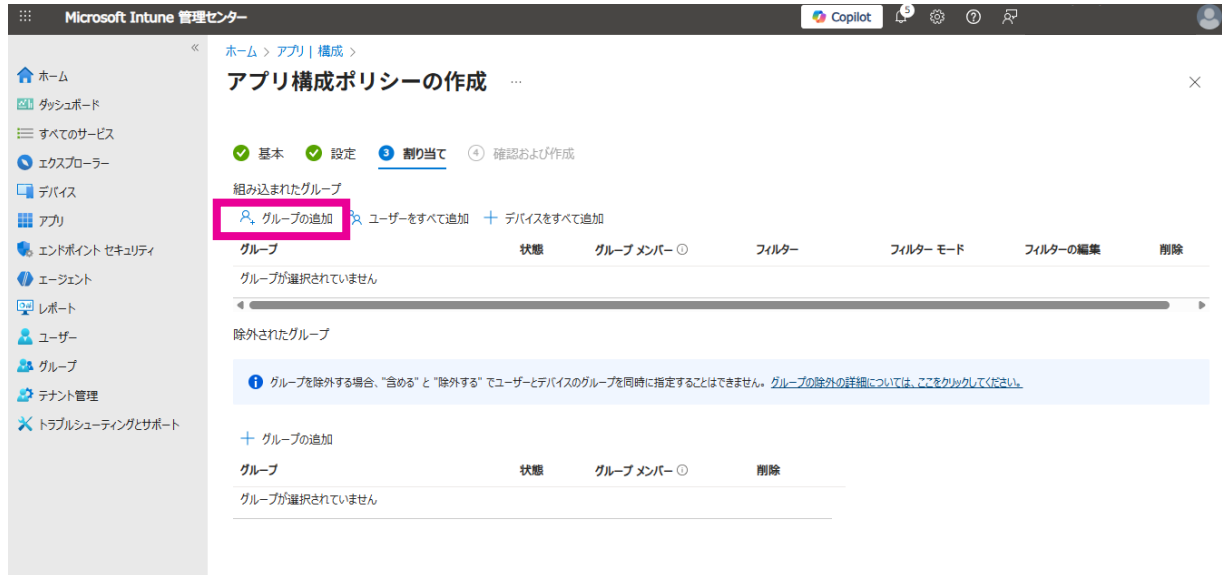 Microsoft Intune 管理センター
Copilot
5
«
ホーム > アプリ | 構成 >
アプリ構成ポリシーの作成 …
ホーム
ダッシュボード
すべてのサービス
エクスプローラー
デバイス
アプリ
エンドポイント セキュリティ
エージェント
レポート
ユーザー
グループ
テナント管理
トラブルシューティングとサポート
基本 設定 3 割り当て 4 確認および作成
組み込まれたグループ
グループの追加 ユーザーをすべて追加 デバイスをすべて追加
グループ 状態 グループ メンバー フィルター フィルター モード フィルターの編集 削除
グループが選択されていません
除外されたグループ
グループを除外する場合、"含める" と "除外する" でユーザーとデバイスのグループを同時に指定することはできません。グループの除外の詳細については、ここをクリックしてください。
グループの追加
グループ 状態 グループ メンバー 削除
グループが選択されていません